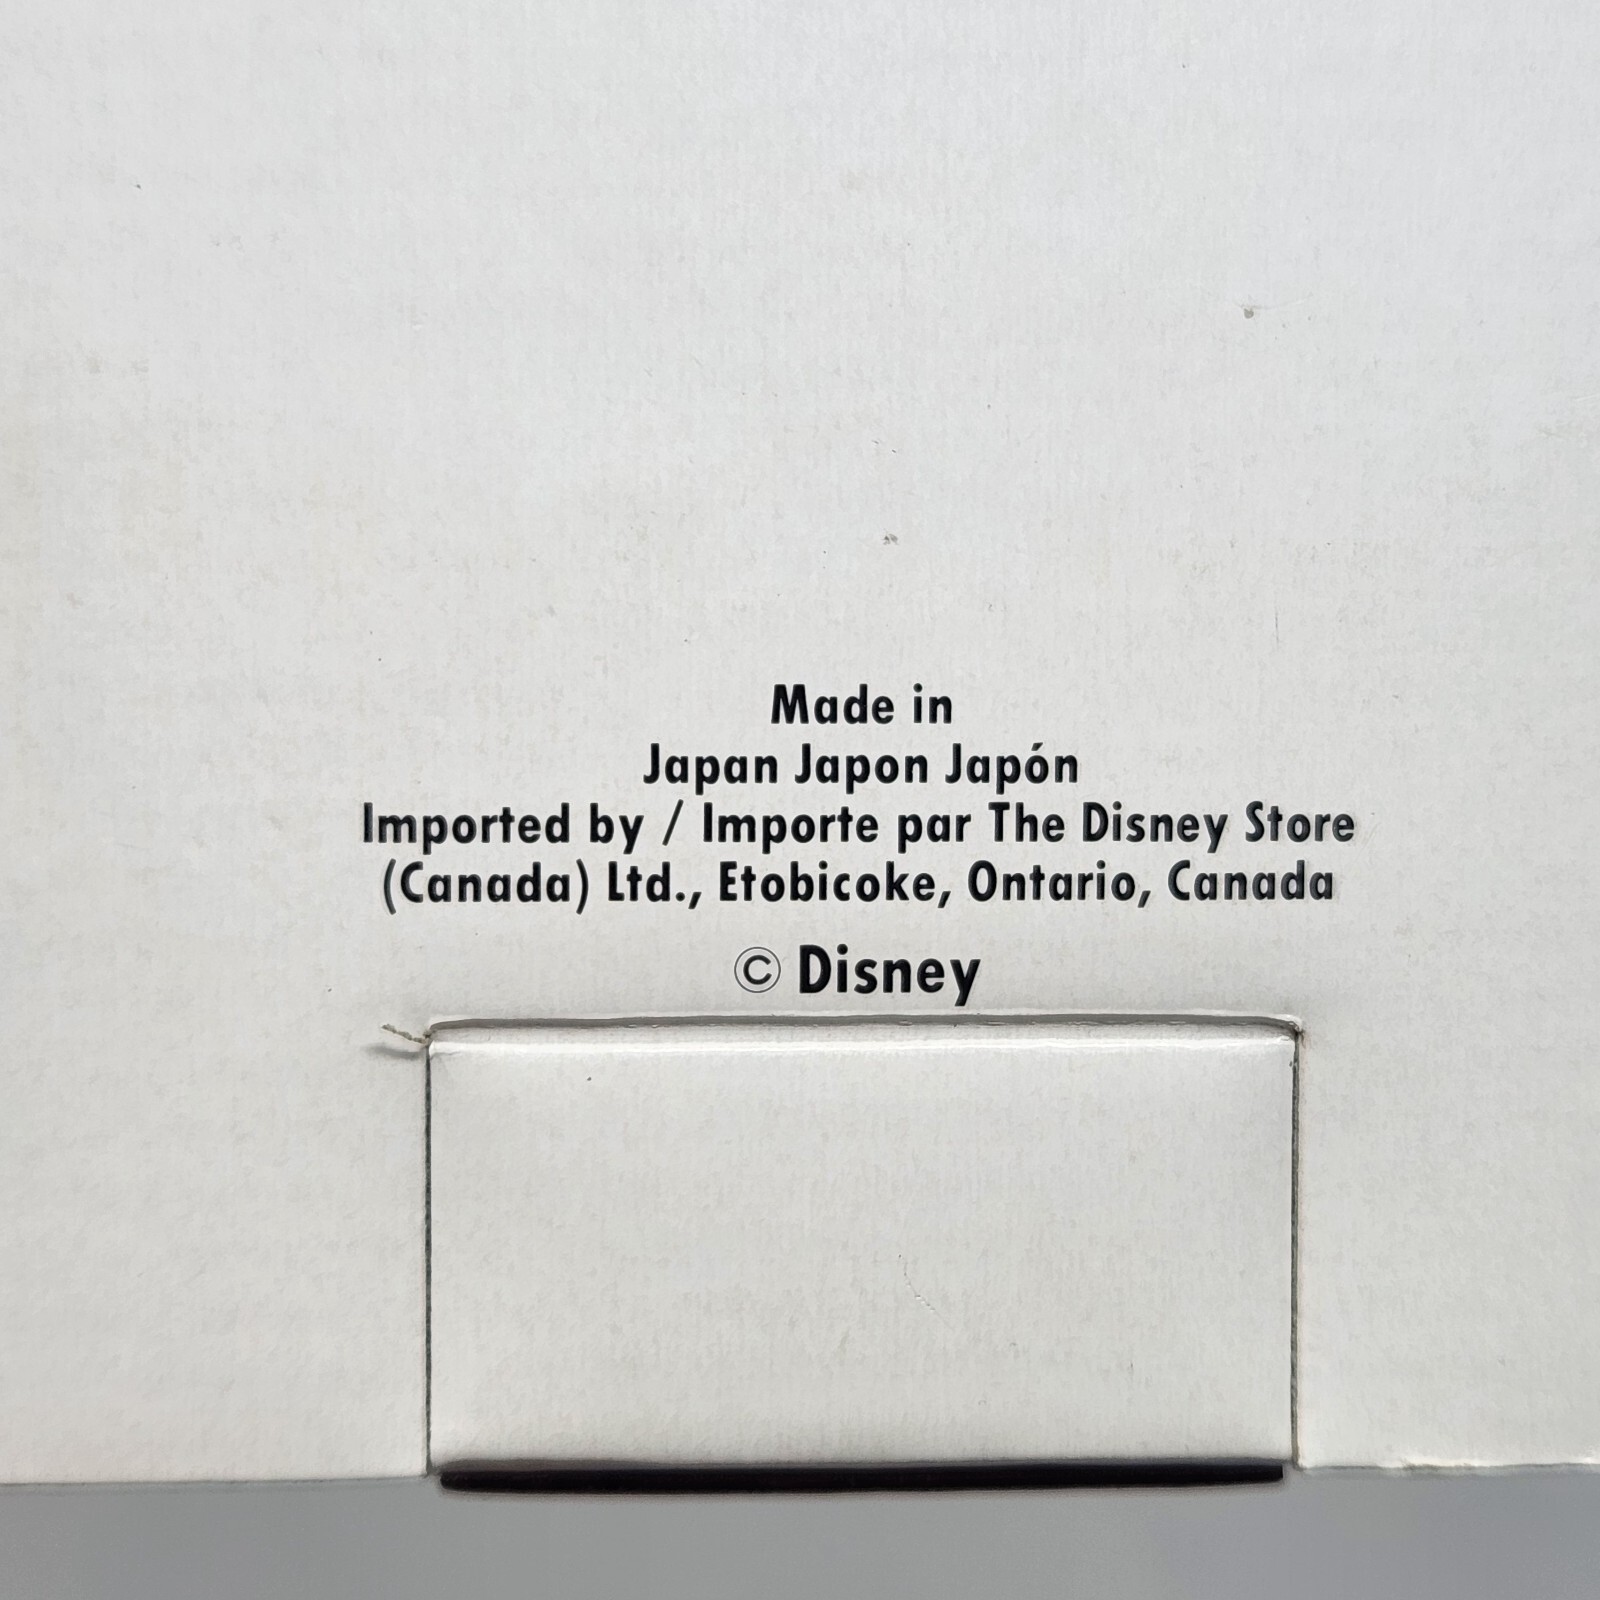 Made in
Japan Japon Japón
Imported by / Importe par The Disney Store
(Canada) Ltd., Etobicoke, Ontario, Canada
© Disney